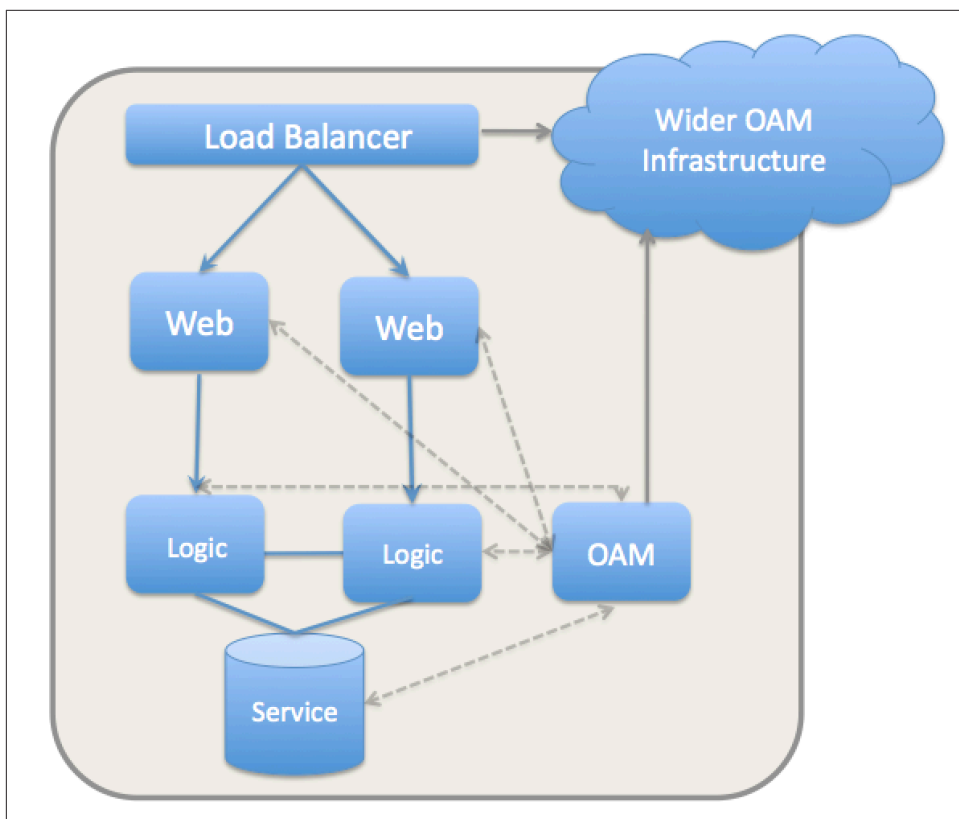 Load Balancer
Wider OAM
Infrastructure
Web
Web
Logic
Logic
OAM
Service